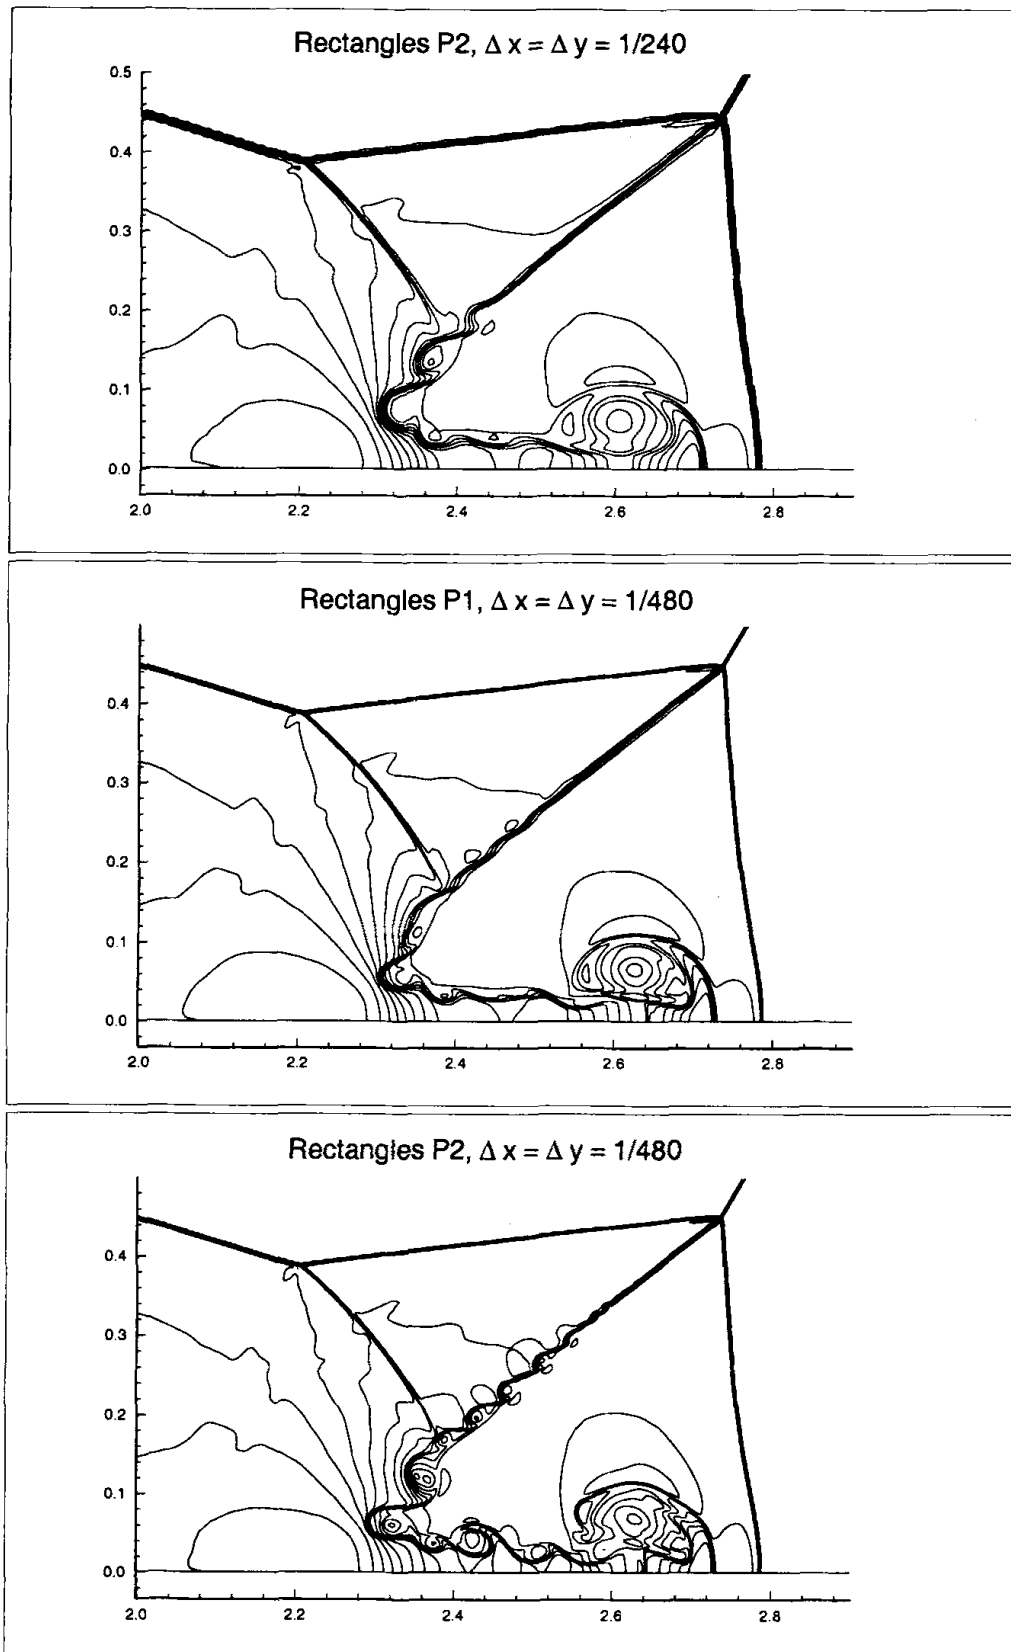 Rectangles P2, Δ x = Δ y = 1/240
0.5
0.4
0.3
0.2
0.1
0.0
2.0 2.2 2.4 2.6 2.8
Rectangles P1, Δ x = Δ y = 1/480
0.4
0.3
0.2
0.1
0.0
2.0 2.2 2.4 2.6 2.8
Rectangles P2, Δ x = Δ y = 1/480
0.4
0.3
0.2
0.1
0.0
2.0 2.2 2.4 2.6 2.8